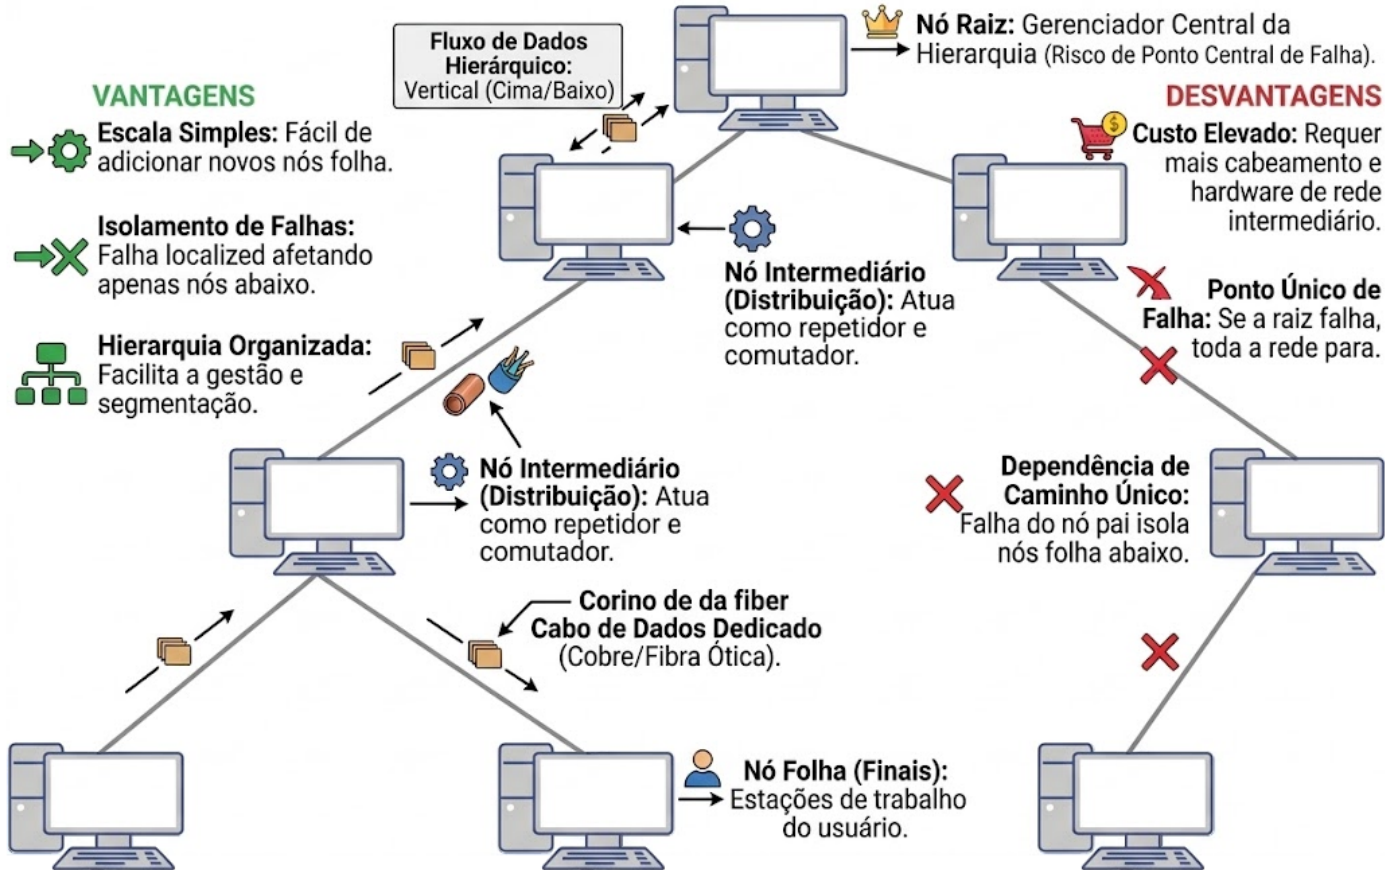 Fluxo de Dados
Hierárquico:
Vertical (Cima/Baixo)
Nó Raiz: Gerenciador Central da
Hierarquia (Risco de Ponto Central de Falha).
VANTAGENS
Escala Simples: Fácil de
adicionar novos nós folha.
Isolamento de Falhas:
Falha localized afetando
apenas nós abaixo.
Hierarquia Organizada:
Facilita a gestão e
segmentação.
DESVANTAGENS
$
Custo Elevado: Requer
mais cabeamento e
hardware de rede
intermediário.
Ponto Único de
Falha: Se a raiz falha,
toda a rede para.
Dependência de
Caminho Único:
Falha do nó pai isola
nós folha abaixo.
Nó Intermediário
(Distribuição): Atua
como repetidor e
comutador.
Nó Intermediário
(Distribuição): Atua
como repetidor e
comutador.
Corino de da fiber
Cabo de Dados Dedicado
(Cobre/Fibra Ótica).
Nó Folha (Finais):
Estações de trabalho
do usuário.